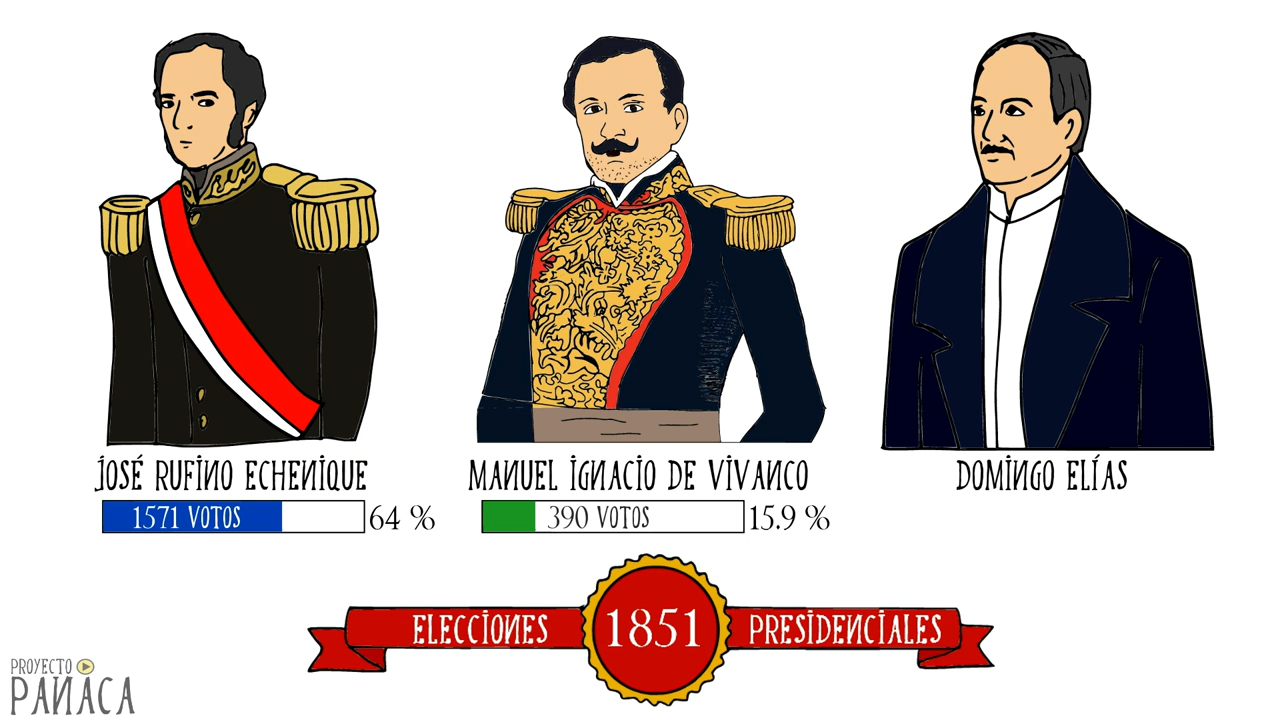 JOSÉ RUFINO ECHENIQUE
1571 VOTOS 64 %
MANUEL IGNACIO DE VIVANCO
390 VOTOS 15.9 %
DOMINGO ELÍAS
ELECCIONES 1851 PRESIDENCIALES
PROYECTO
PANACA